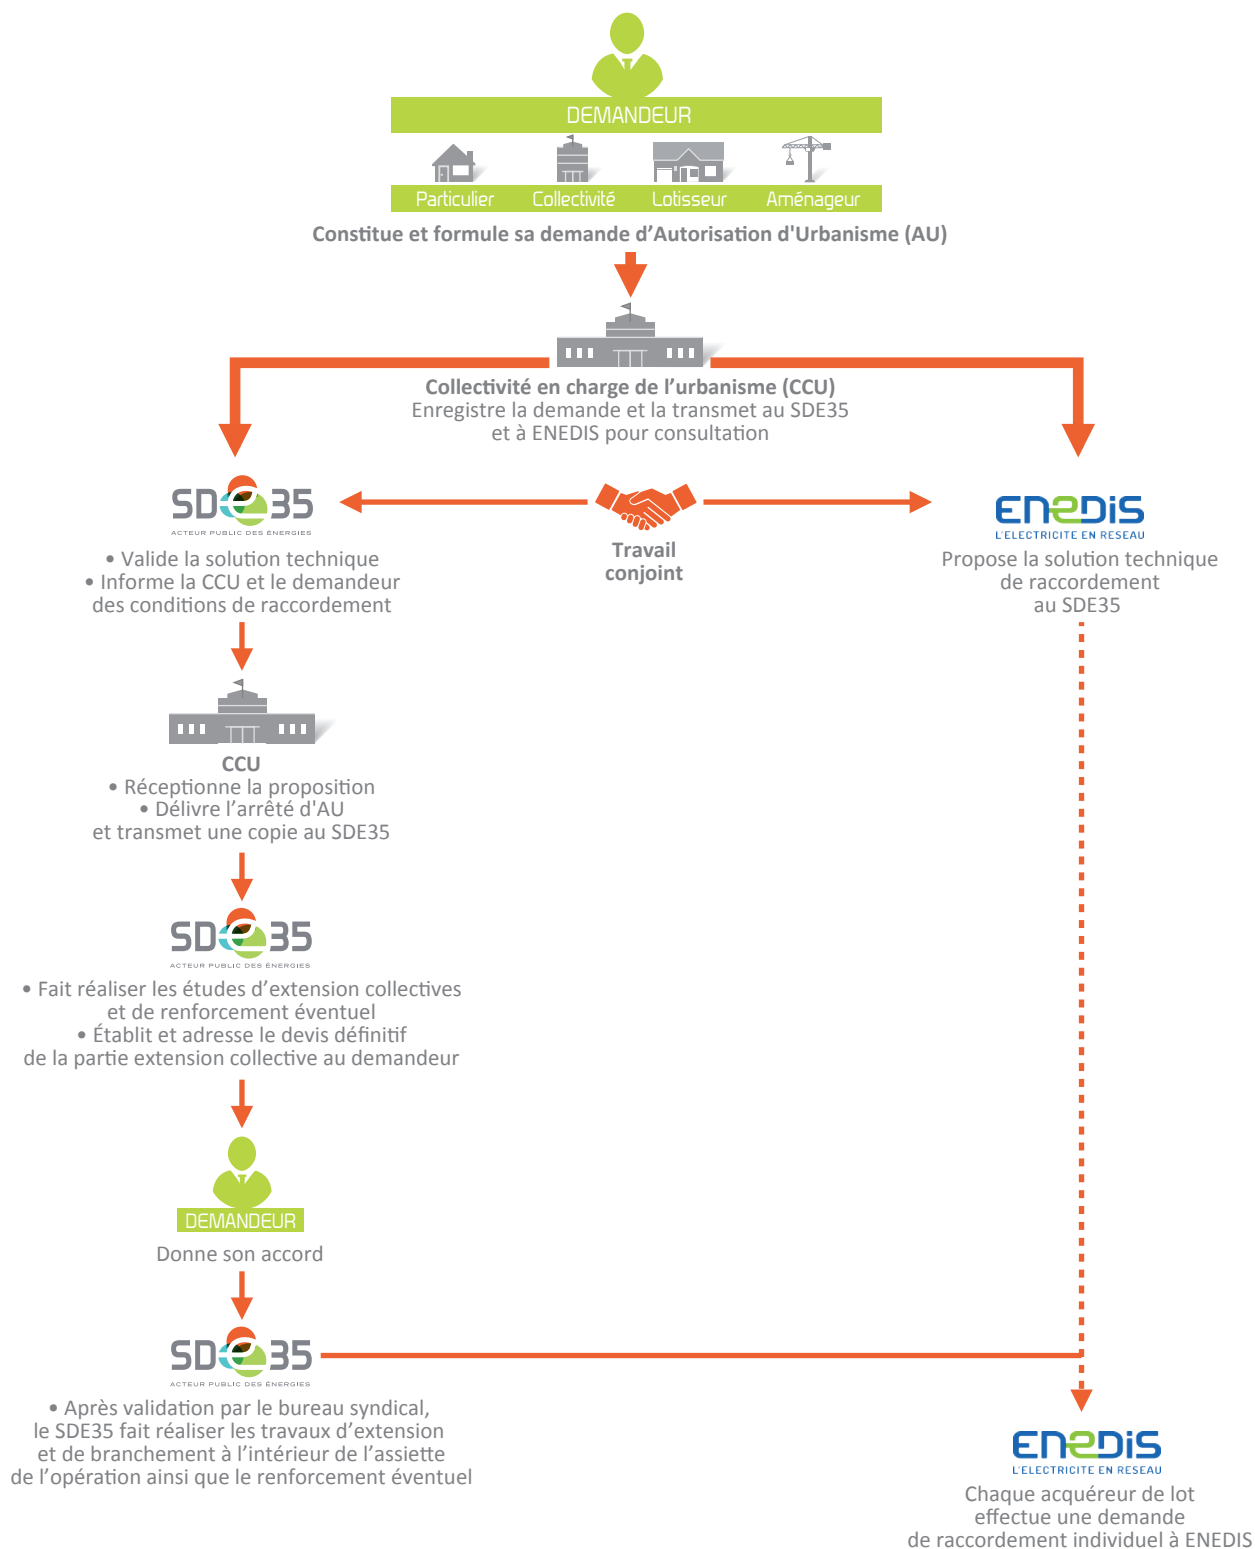 DEMANDEUR
Particulier
Collectivité
Lotisseur
Aménageur
Constitue et formule sa demande d’Autorisation d'Urbanisme (AU)
Collectivité en charge de l’urbanisme (CCU)
Enregistre la demande et la transmet au SDE35
et à ENEDIS pour consultation
SDe35
ACTEUR PUBLIC DES ÉNERGIES
• Valide la solution technique
• Informe la CCU et le demandeur
des conditions de raccordement
Travail
conjoint
ENEDIS
L'ELECTRICITE EN RESEAU
Propose la solution technique
de raccordement
au SDE35
CCU
• Réceptionne la proposition
• Délivre l’arrêté d'AU
et transmet une copie au SDE35
SDe35
ACTEUR PUBLIC DES ÉNERGIES
• Fait réaliser les études d’extension collectives
et de renforcement éventuel
• Établit et adresse le devis définitif
de la partie extension collective au demandeur
DEMANDEUR
Donne son accord
SDe35
ACTEUR PUBLIC DES ÉNERGIES
• Après validation par le bureau syndical,
le SDE35 fait réaliser les travaux d’extension
et de branchement à l’intérieur de l’assiette
de l’opération ainsi que le renforcement éventuel
ENEDIS
L'ELECTRICITE EN RESEAU
Chaque acquéreur de lot
effectue une demande
de raccordement individuel à ENEDIS